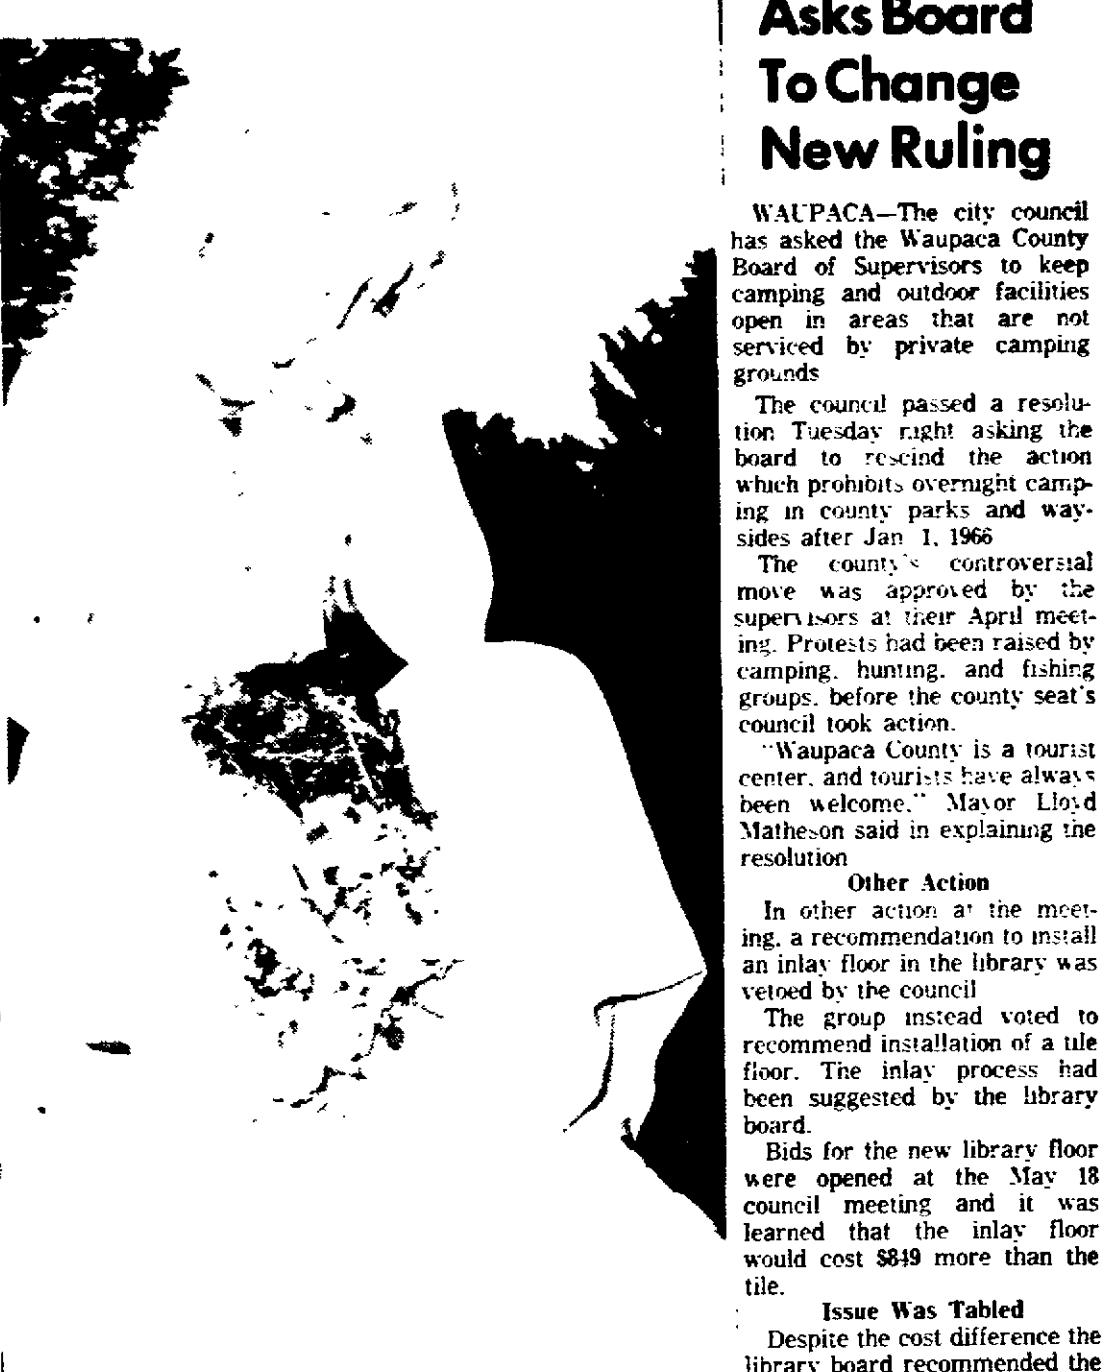 Asks Board
To Change
New Ruling
WAUPACA—The city council
has asked the Waupaca County
Board of Supervisors to keep
camping and outdoor facilities
open in areas that are not
serviced by private camping
grounds
The council passed a resolu-
tion Tuesday night asking the
board to rescind the action
which prohibits overnight camp-
ing in county parks and way-
sides after Jan 1, 1966
The county's controversial
move was approved by the
supervisors at their April meet-
ing. Protests had been raised by
camping, hunting, and fishing
groups, before the county seat's
council took action.
"Waupaca County is a tourist
center, and tourists have always
been welcome," Mayor Lloyd
Matheson said in explaining the
resolution
Other Action
In other action at the meet-
ing, a recommendation to install
an inlay floor in the library was
vetoed by the council
The group instead voted to
recommend installation of a tile
floor. The inlay process had
been suggested by the library
board.
Bids for the new library floor
were opened at the May 18
council meeting and it was
learned that the inlay floor
would cost $849 more than the
tile.
Issue Was Tabled
Despite the cost difference the
library board recommended the